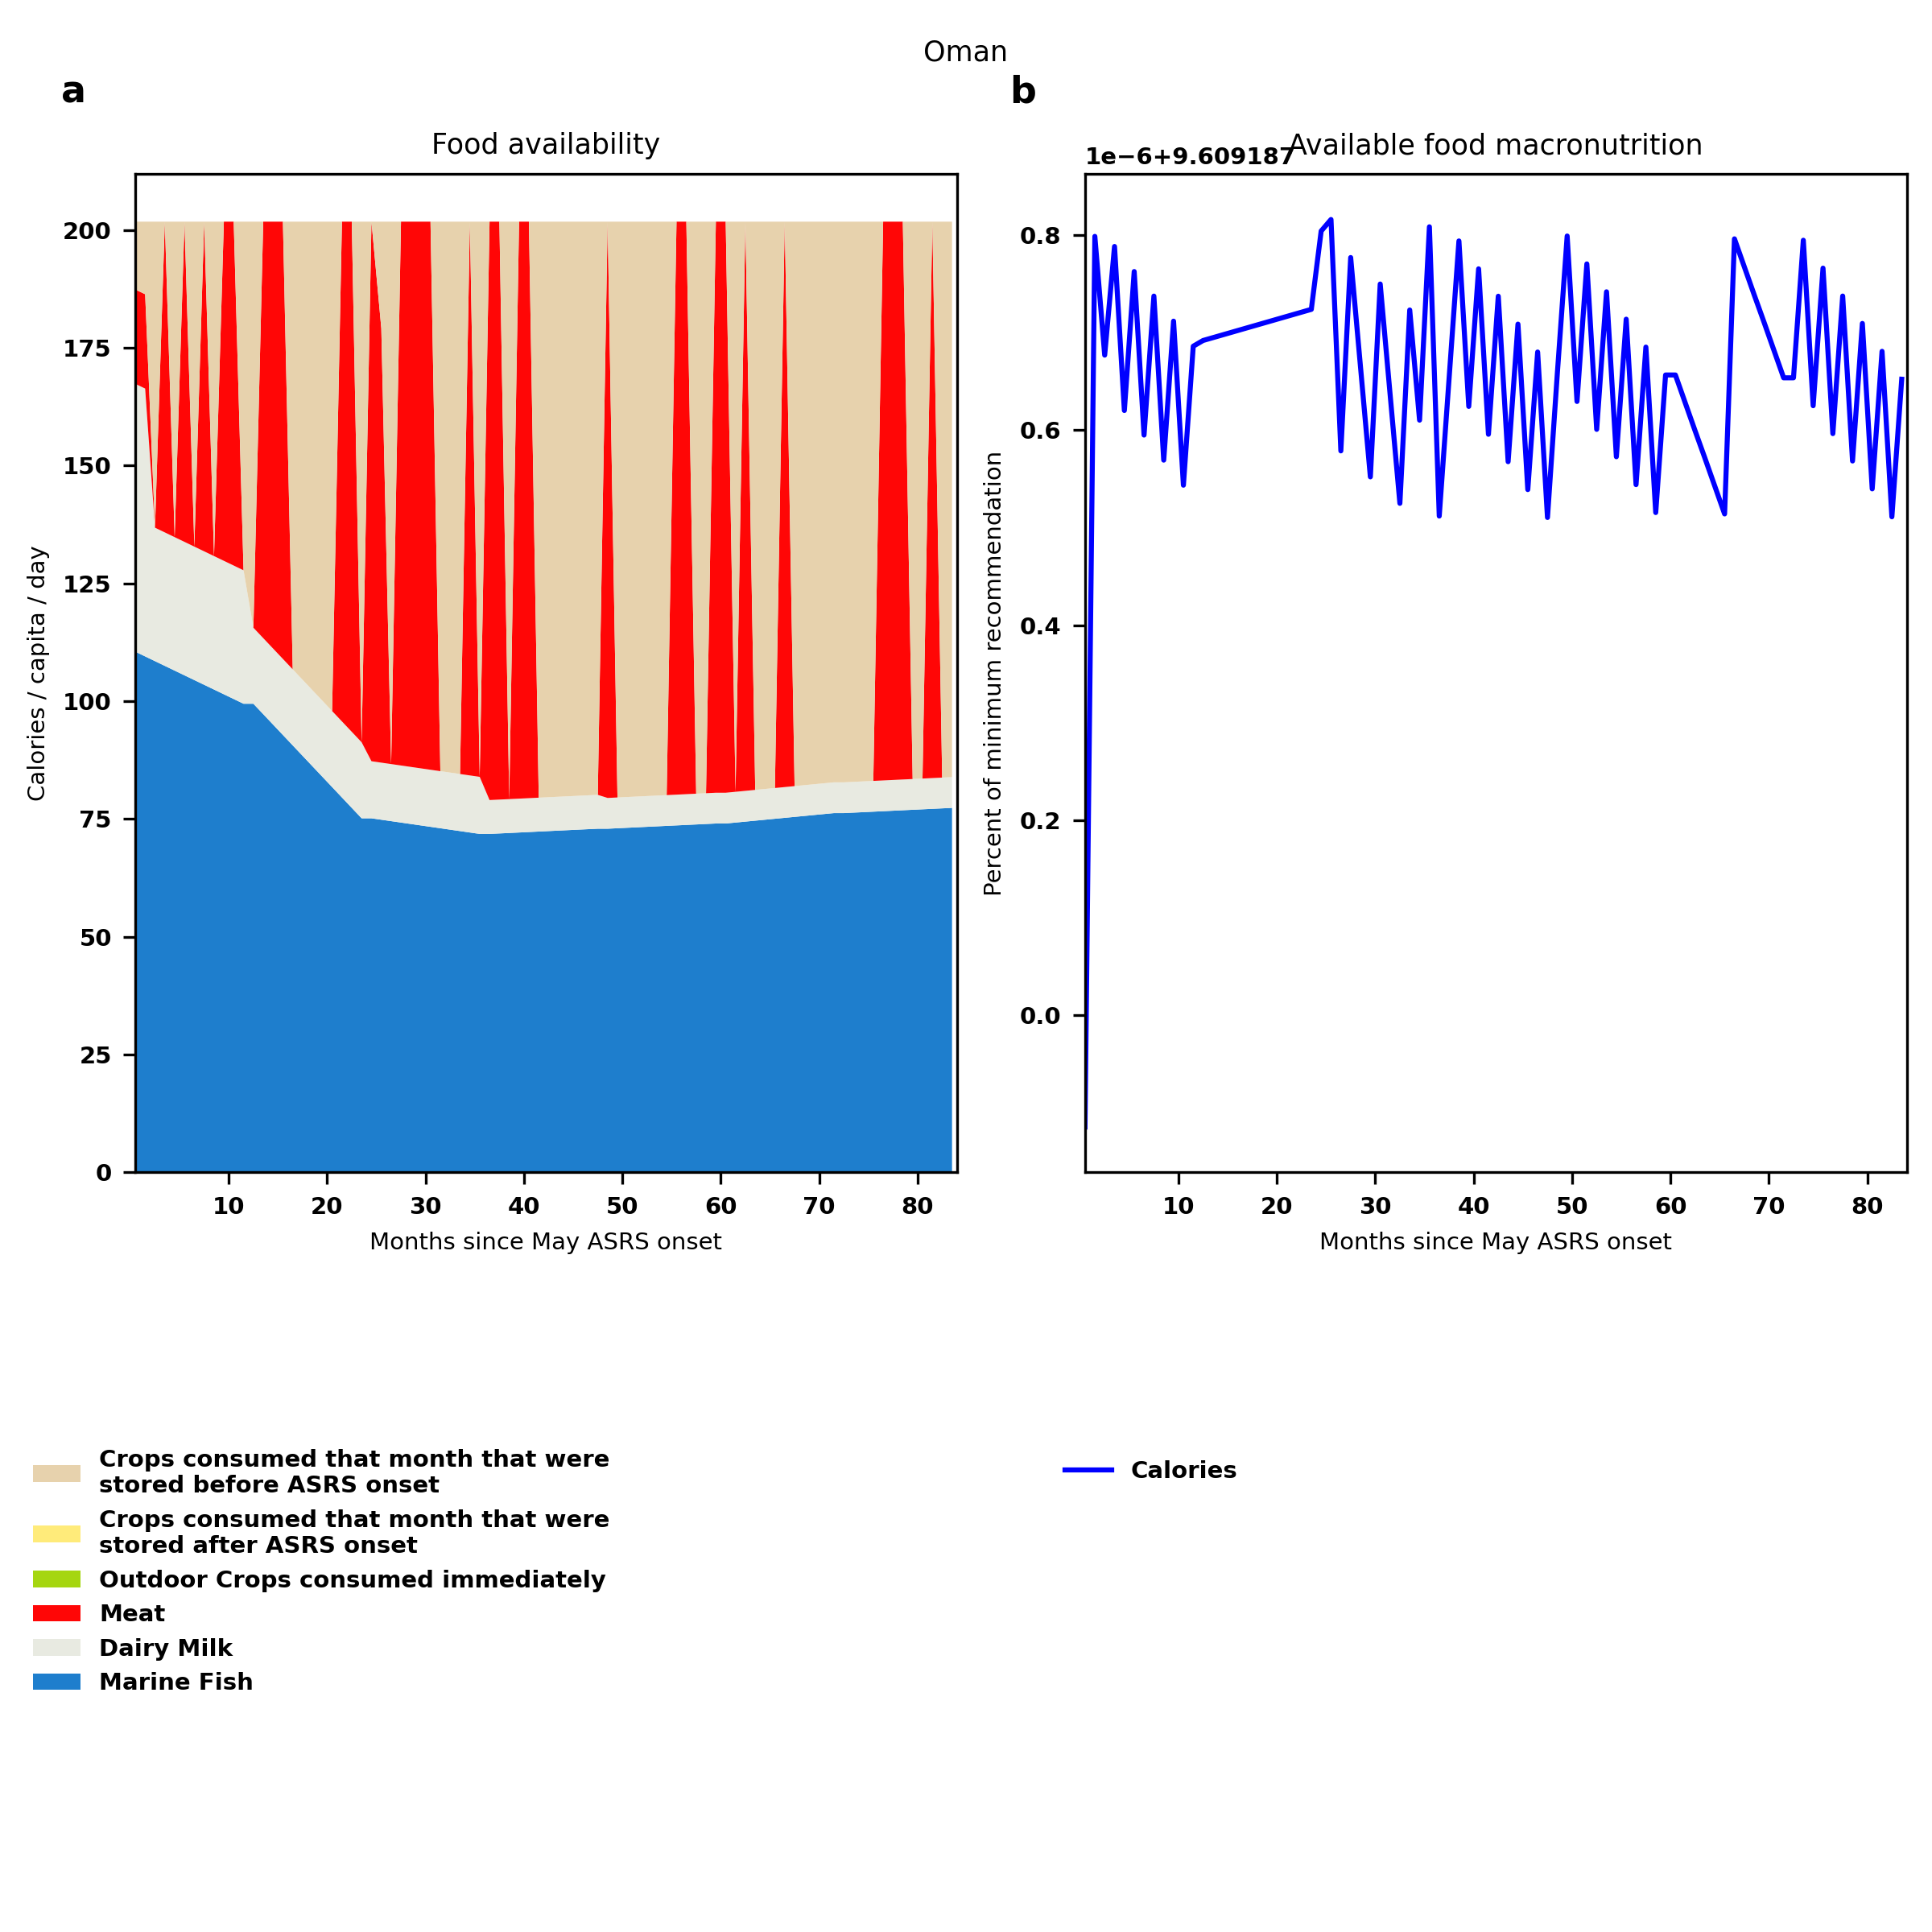 Oman
a
Food availability
200
175
150
125
100
75
50
25
0
Calories / capita / day
10 20 30 40 50 60 70 80
Months since May ASRS onset
b
1e−6+9.609187
Available food macronutrition
0.8
0.6
0.4
0.2
0.0
Percent of minimum recommendation
10 20 30 40 50 60 70 80
Months since May ASRS onset
Crops consumed that month that were
stored before ASRS onset
Crops consumed that month that were
stored after ASRS onset
Outdoor Crops consumed immediately
Meat
Dairy Milk
Marine Fish
Calories